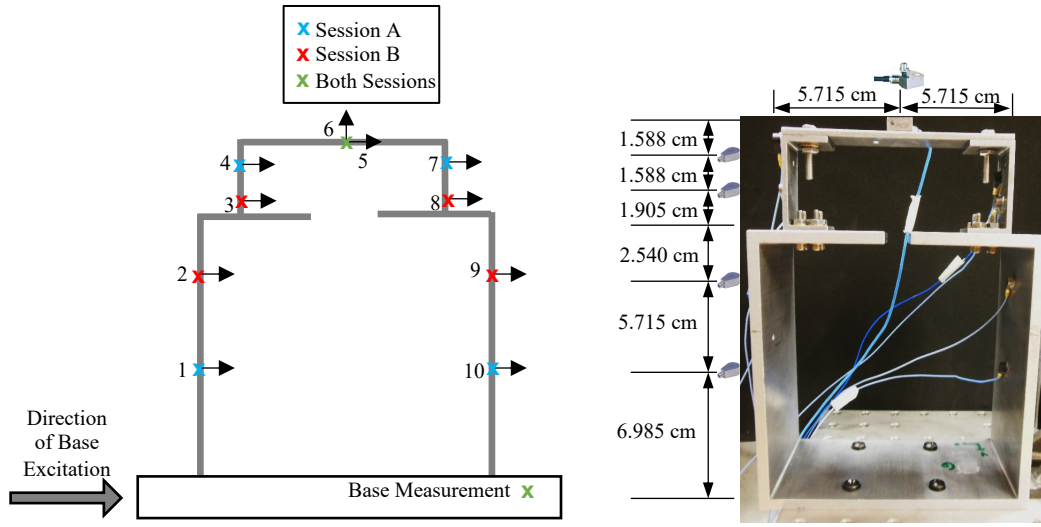 x Session A
x Session B
x Both Sessions
6
5
4
7
3
8
2
9
1
10
Direction
of Base
Excitation
Base Measurement x
5.715 cm
5.715 cm
1.588 cm
1.588 cm
1.905 cm
2.540 cm
5.715 cm
6.985 cm